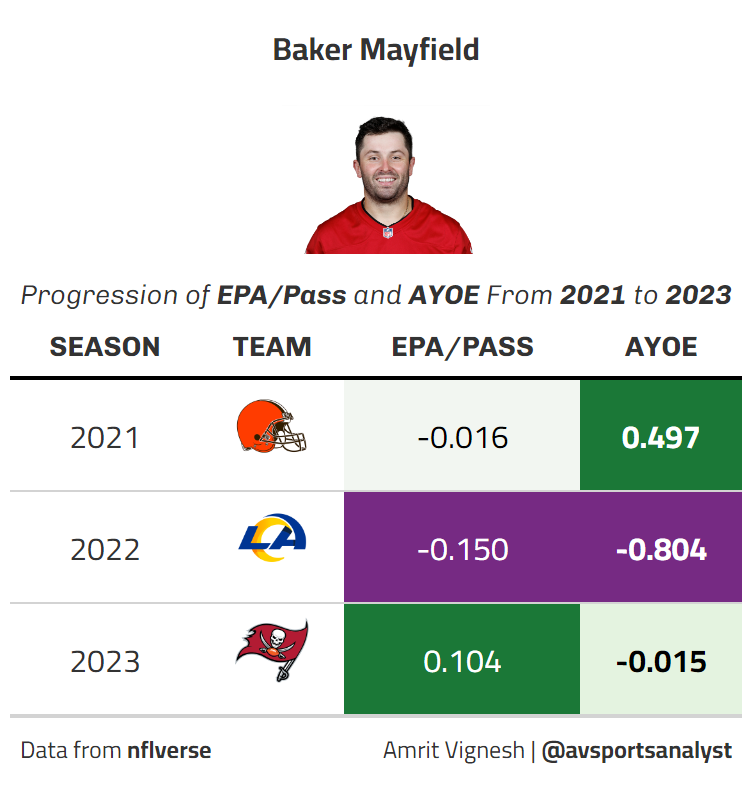 Baker Mayfield
Progression of EPA/Pass and AYOE From 2021 to 2023
SEASON TEAM EPA/PASS AYOE
2021 -0.016 0.497
2022 LA -0.150 -0.804
2023 0.104 -0.015
Data from nflverse Amrit Vignesh | @avsportsanalyst